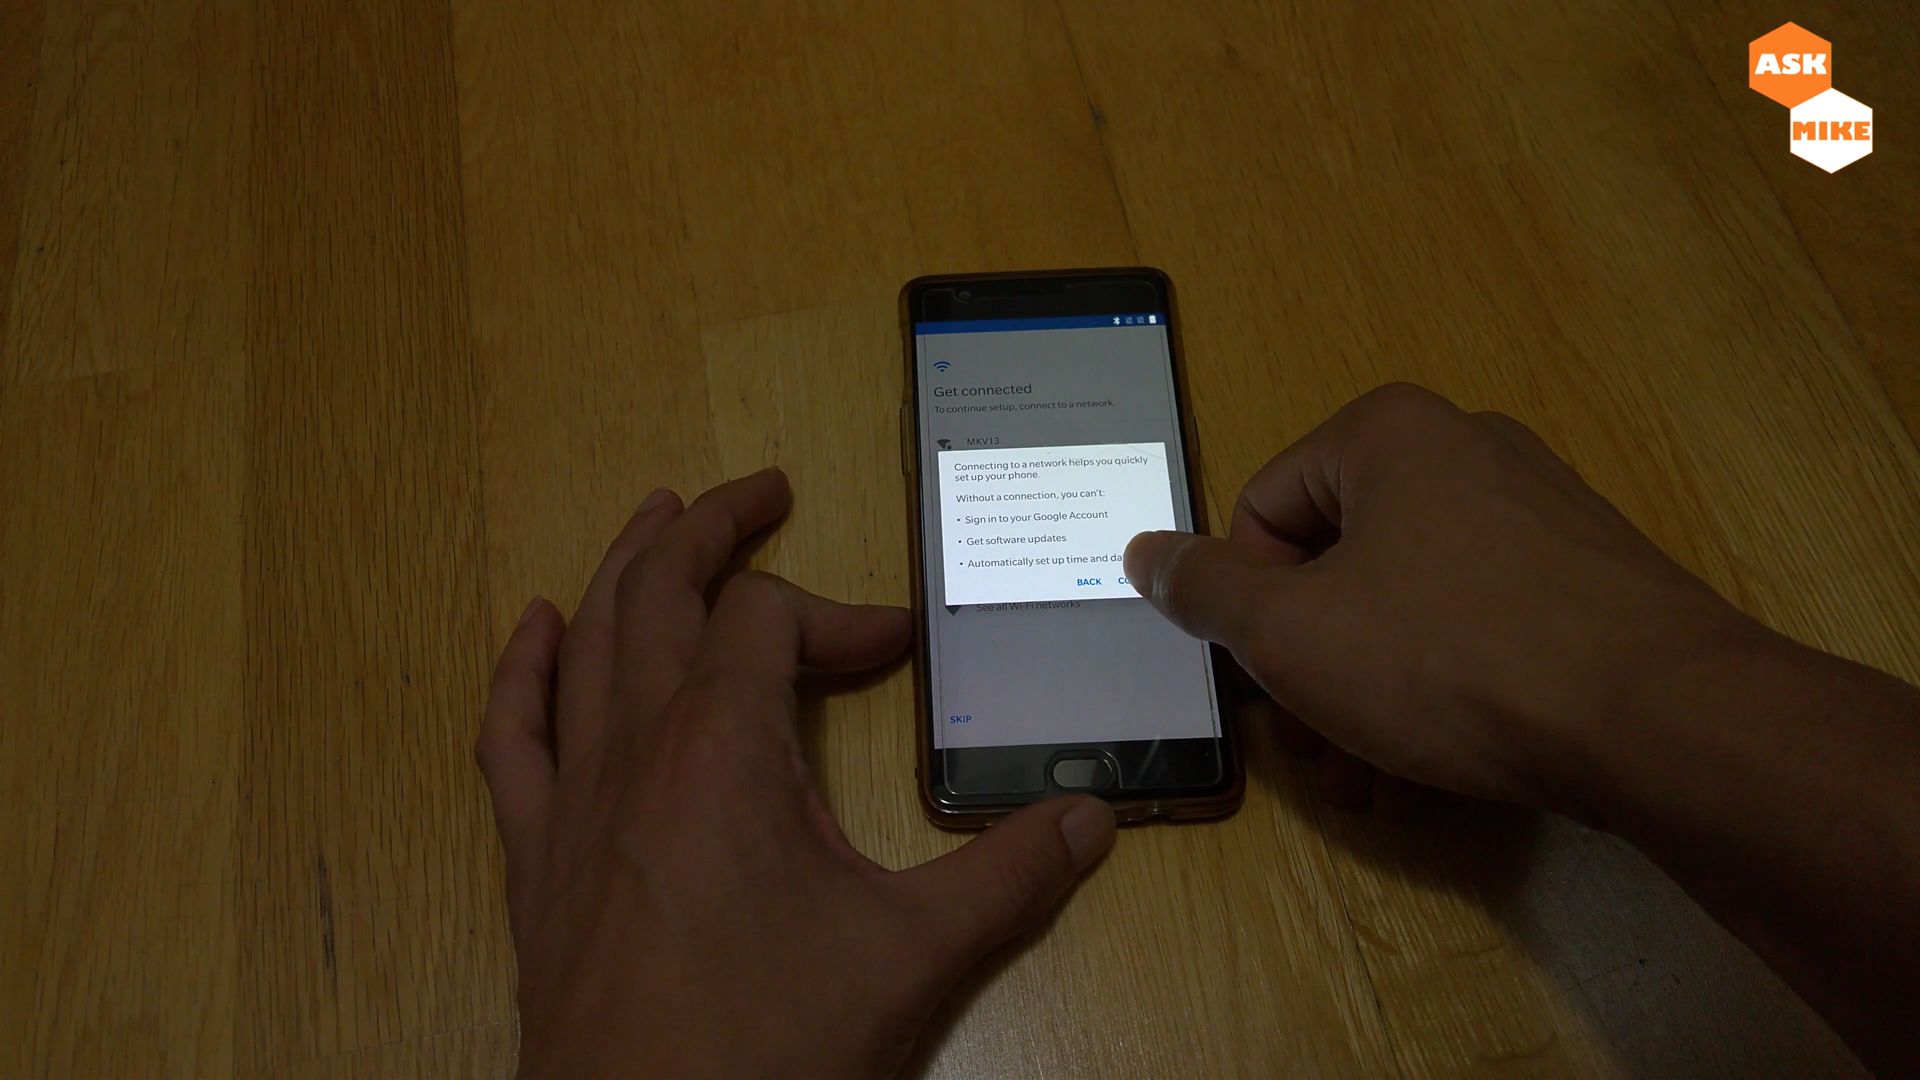 ASK
MIKE
Get connected
To continue setup, connect to a network
MKV13
Connecting to a network helps you quickly
set up your phone.
Without a connection, you can't:
• Sign in to your Google Account
• Get software updates
• Automatically set up time and
BACK
See all Wi-Fi networks
SKIP